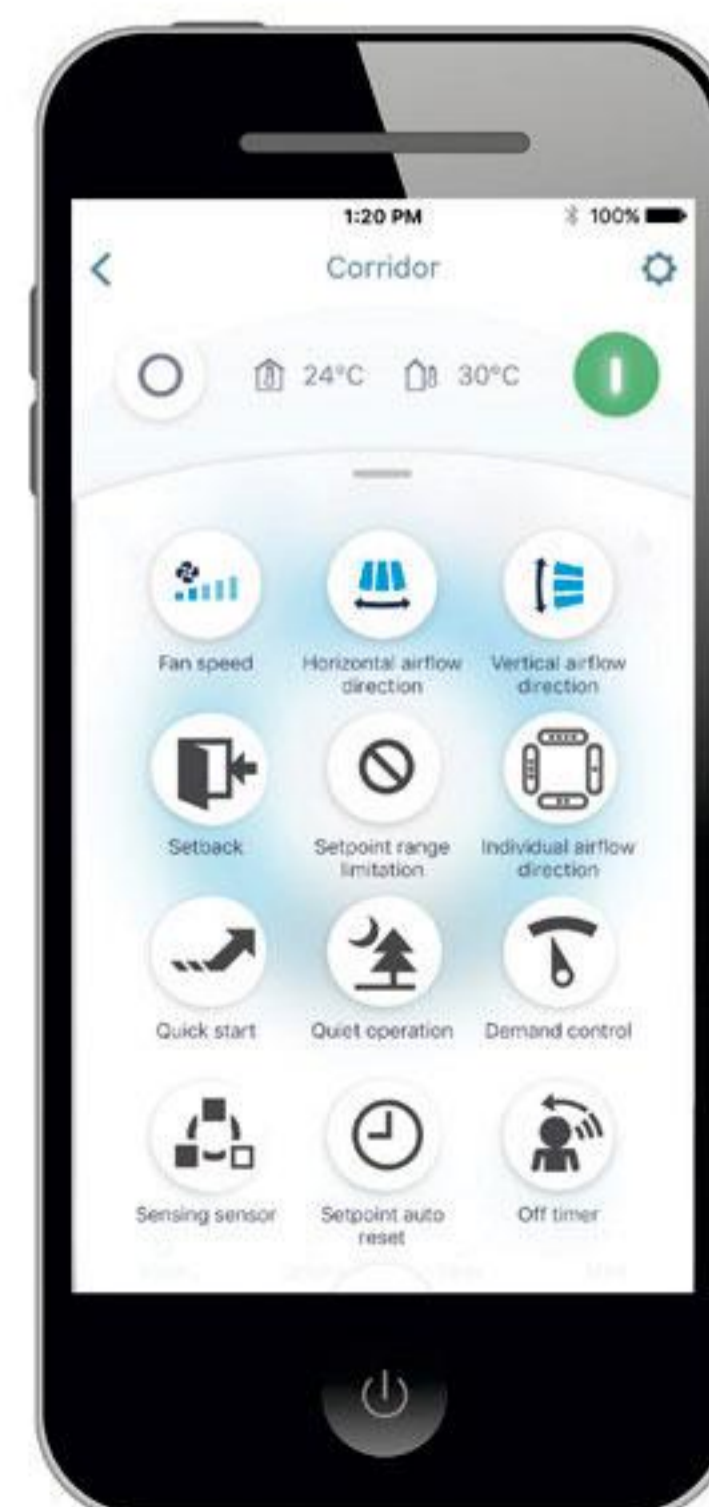 1:20 PM
100%
Corridor
24°C
30°C
Fan speed
Horizontal airflow
direction
Vertical airflow
direction
Setback
Setpoint range
limitation
Individual airflow
direction
Quick start
Quiet operation
Demand control
Sensing sensor
Setpoint auto
reset
Off timer